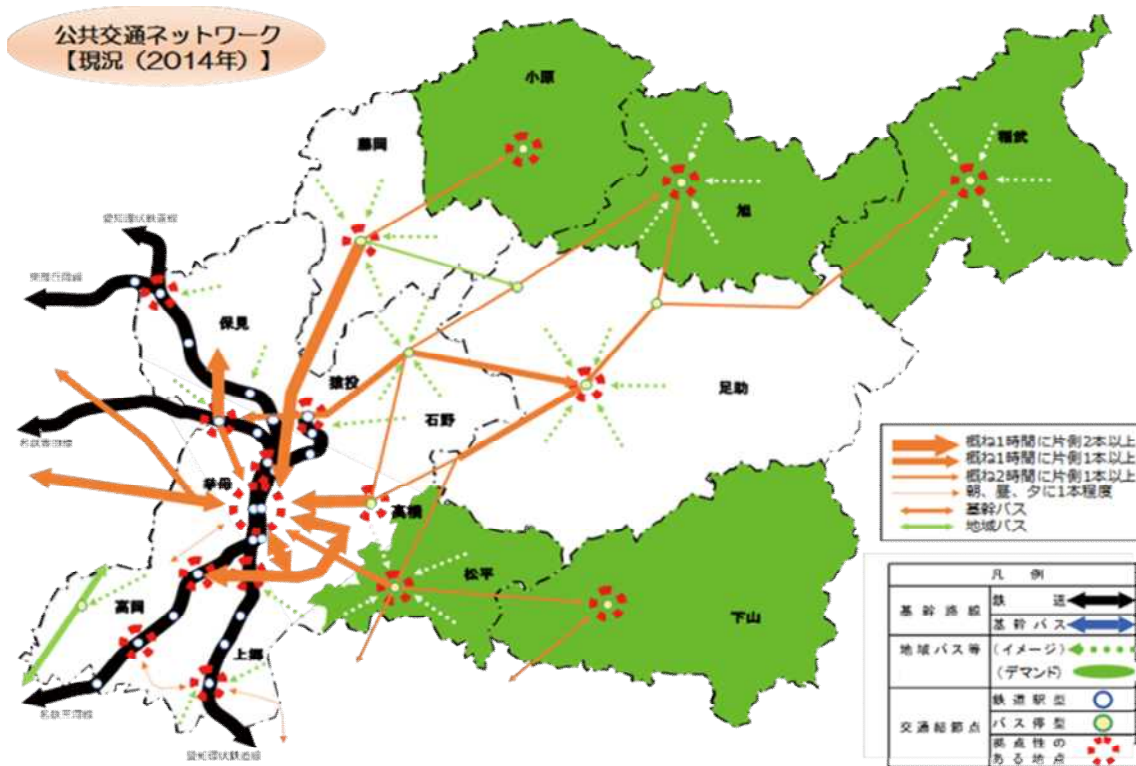 公共交通ネットワーク
【現況（2014年）】
小原
稲武
藤岡
旭
愛知環状鉄道線
保見
猿投
足助
石野
挙母
高橋
松平
下山
高岡
上郷
名鉄三河線
愛知環状鉄道線
概ね1時間に片側2本以上
概ね1時間に片側1本以上
概ね2時間に片側1本以上
朝、昼、夕に1本程度
基幹バス
地域バス
凡 例
基幹路線
鉄 道
基幹バス
地域バス等
（イメージ）
（デマンド）
交通結節点
鉄道駅型
バス停型
拠点性の
ある地点